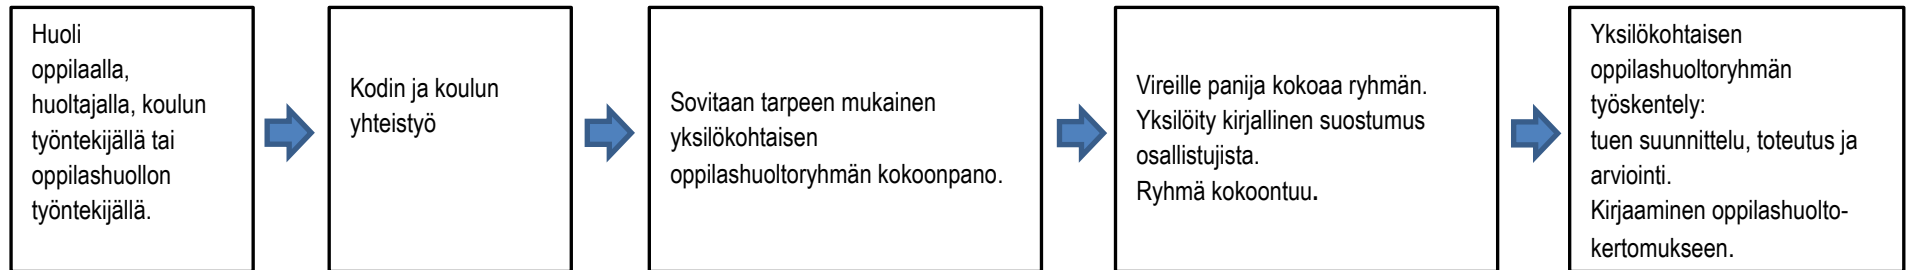 Huoli
oppilaalla,
huoltajalla, koulun
työntekijällä tai
oppilashuollon
työntekijällä.
Kodin ja koulun
yhteistyö
Sovitaan tarpeen mukainen
yksilökohtaisen
oppilashuoltoryhmän kokoonpano.
Vireille panija kokoaa ryhmän.
Yksilöity kirjallinen suostumus
osallistujista.
Ryhmä kokoontuu.
Yksilökohtaisen
oppilashuoltoryhmän
työskentely:
tuen suunnittelu, toteutus ja
arviointi.
Kirjaaminen oppilashuolto-
kertomukseen.